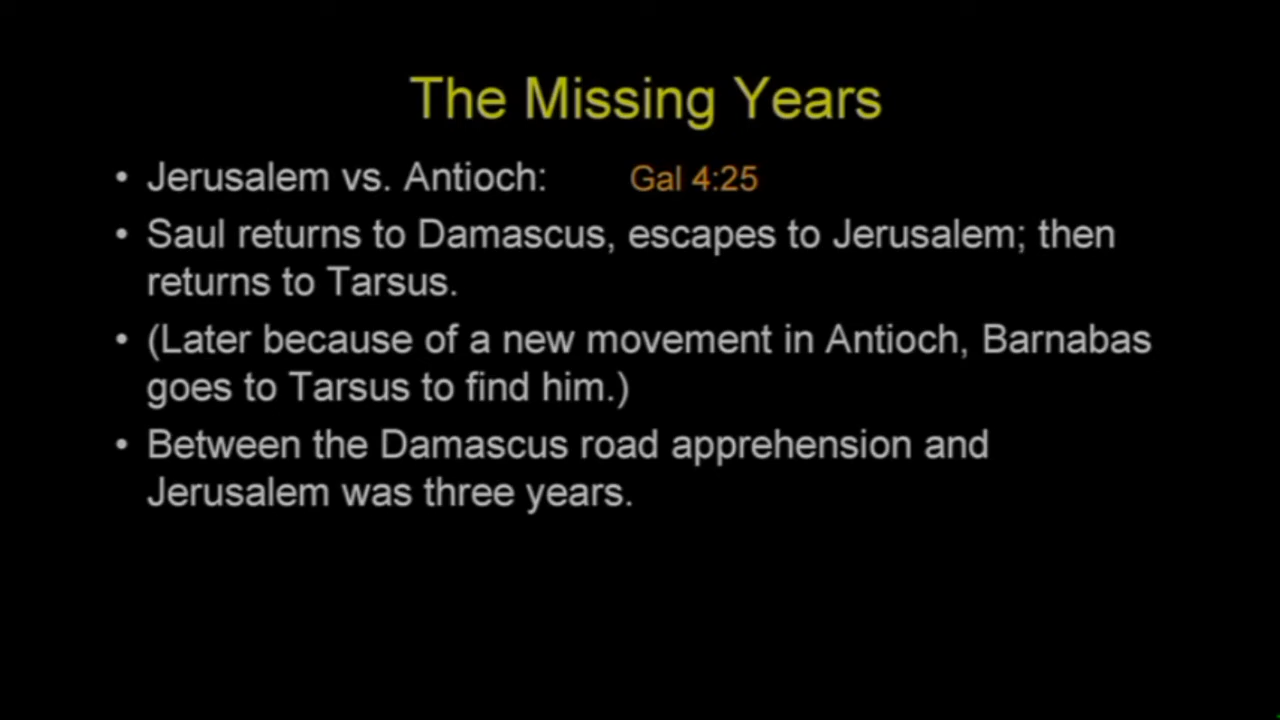 The Missing Years
• Jerusalem vs. Antioch: Gal 4:25
• Saul returns to Damascus, escapes to Jerusalem; then
returns to Tarsus.
• (Later because of a new movement in Antioch, Barnabas
goes to Tarsus to find him.)
• Between the Damascus road apprehension and
Jerusalem was three years.